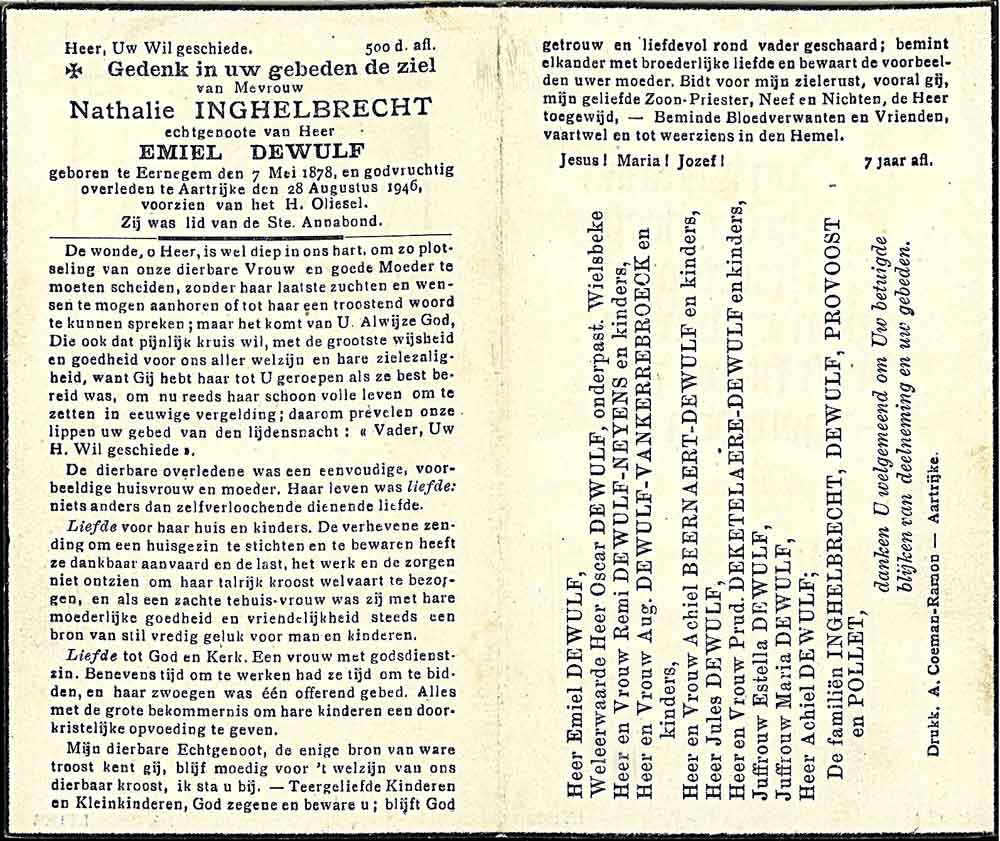 Heer, Uw Wil geschiede. 500 d. afl.
✠ Gedenk in uw gebeden de ziel
van Mevrouw
Nathalie INGHELBRECHT
echtgenoote van Heer
EMIEL DEWULF
geboren te Eernegem den 7 Mei 1878, en godvruchtig
overleden te Aartrijke den 28 Augustus 1946,
voorzien van het H. Oliesel.
Zij was lid van de Ste. Annabond.
De wonde, o Heer, is wel diep in ons hart, om zo plot-
seling van onze dierbare Vrouw en goede Moeder te
moeten scheiden, zonder haar laatste zuchten en wen-
sen te mogen aanhoren of tot haar een troostend woord
te kunnen spreken; maar het komt van U. Alwijze God,
Die ook dat pijnlijk kruis wil, met de grootste wijsheid
en goedheid voor ons aller welzijn en hare zielezalig-
heid, want Gij hebt haar tot U geroepen als ze best be-
reid was, om nu reeds haar schoon volle leven om te
zetten in eeuwige vergelding; daarom prevelen onze
lippen uw gebed van den lijdensnacht : « Vader, Uw
H. Wil geschiede ».
De dierbare overledene was een eenvoudige, voor-
beeldige huisvrouw en moeder. Haar leven was liefde:
niets anders dan zelfverloochende dienende liefde.
Liefde voor haar huis en kinders. De verhevene zen-
ding om een huisgezin te stichten en te bewaren heeft
ze dankbaar aanvaard en de last, het werk en de zorgen
niet ontzien om haar talrijk kroost welvaart te bezor-
gen, en als een zachte tehuis-vrouw was zij met hare
moederlijke goedheid en vriendelijkheid steeds een
bron van stil vredig geluk voor man en kinderen.
Liefde tot God en Kerk. Een vrouw met godsdienst-
zin. Benevens tijd om te werken had ze tijd om te bid-
den, en haar zwoegen was één offerend gebed. Alles
met de grote bekommernis om hare kinderen een door-
kristelijke opvoeding te geven.
Mijn dierbare Echtgenoot, de enige bron van ware
troost kent gij, blijf moedig voor 't welzijn van ons
dierbaar kroost, ik sta u bij. — Teergeliefde Kinderen
en Kleinkinderen, God zegene en beware u; blijft God
getrouw en liefdevol rond vader geschaard; bemint
elkander met broederlijke liefde en bewaart de voorbeel-
den uwer moeder. Bidt voor mijn zielerust, vooral gij,
mijn geliefde Zoon-Priester, Neef en Nichten, de Heer
toegewijd, — Beminde Bloedverwanten en Vrienden,
vaartwel en tot weerziens in den Hemel.
Jesus! Maria! Jozef! 7 jaar afl.
Heer Emiel DEWULF,
Weleerwaarde Heer Oscar DEWULF, onderpast. Wielsbeke
Heer en Vrouw Remi DEWULF-NEYENS en kinders,
Heer en Vrouw Aug. DEWULF-VANKERREBROECK en
kinders,
Heer en Vrouw Achiel BEERNAERT-DEWULF en kinders,
Heer Jules DEWULF,
Heer en Vrouw Prud. DEKETELAERE-DEWULF en kinders,
Juffrouw Estella DEWULF,
Juffrouw Maria DEWULF,
Heer Achiel DEWULF;
De familiën INGHELBRECHT, DEWULF, PROVOOST
en POLLET,
danken U welgemeend om Uw betuigde
blijken van deelneming en uw gebeden.
Drukk. A. Coeman-Ramon — Aartrijke.